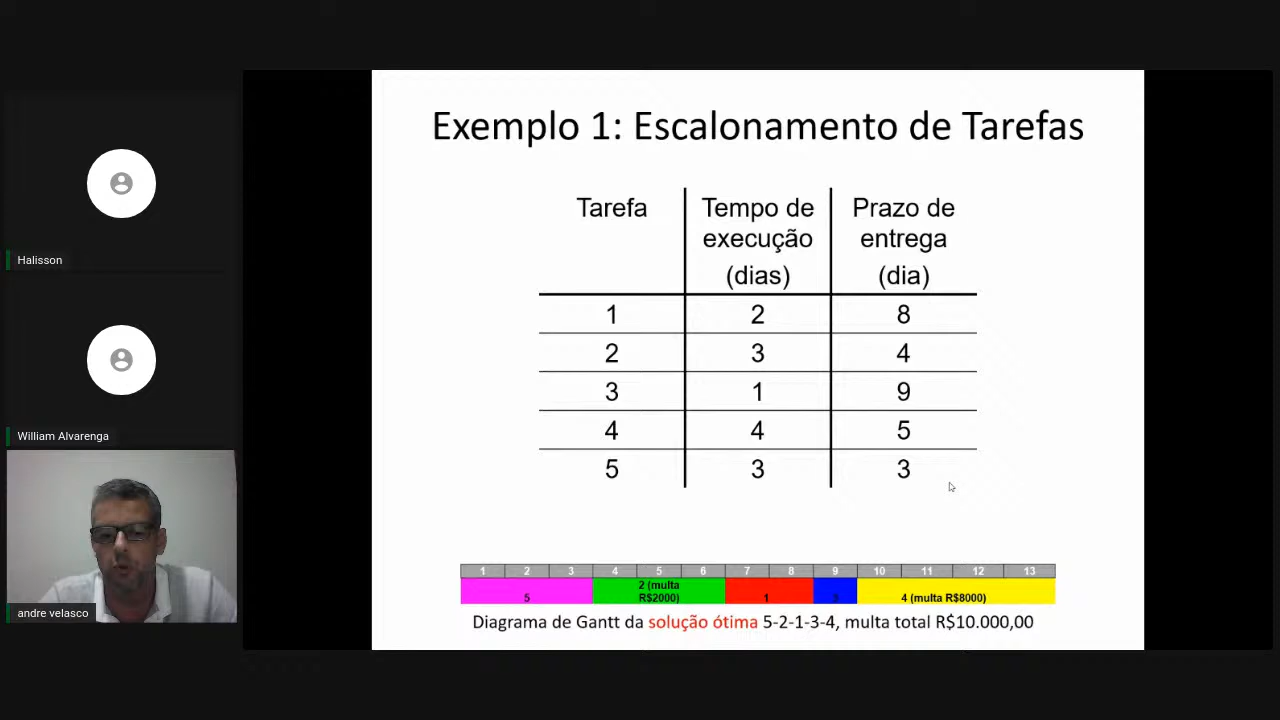 Halisson
William Alvarenga
andre velasco
Exemplo 1: Escalonamento de Tarefas
Tarefa Tempo de execução (dias) Prazo de entrega (dia)
1 2 8
2 3 4
3 1 9
4 4 5
5 3 3
1 2 3 4 5 6 7 8 9 10 11 12 13
5 2 (multa R$2000) 1 3 4 (multa R$8000)
Diagrama de Gantt da solução ótima 5-2-1-3-4, multa total R$10.000,00